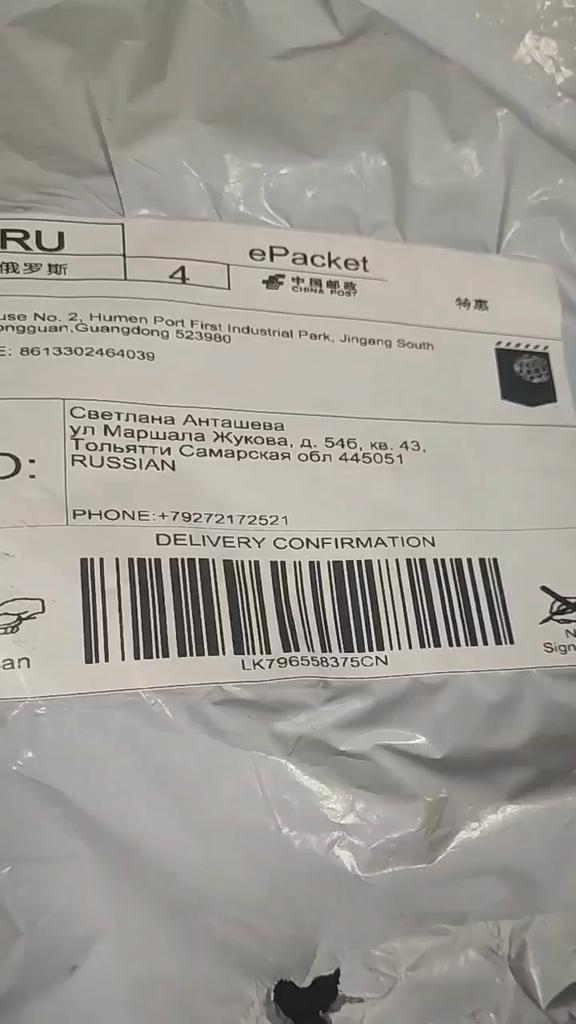 RU
ePacket
俄罗斯
4
中国邮政
CHINA POST
特惠
use No. 2, Humen Port First Industrial Park, Jingang South
ongguan,Guangdong 523980
E: 8613302464039
O:
Светлана Анташева
ул Маршала Жукова, д. 54б, кв. 43,
Тольятти Самарская обл 445051
RUSSIAN
PHONE:+79272172521
DELIVERY CONFIRMATION
LK796558375CN
can
N
Sign